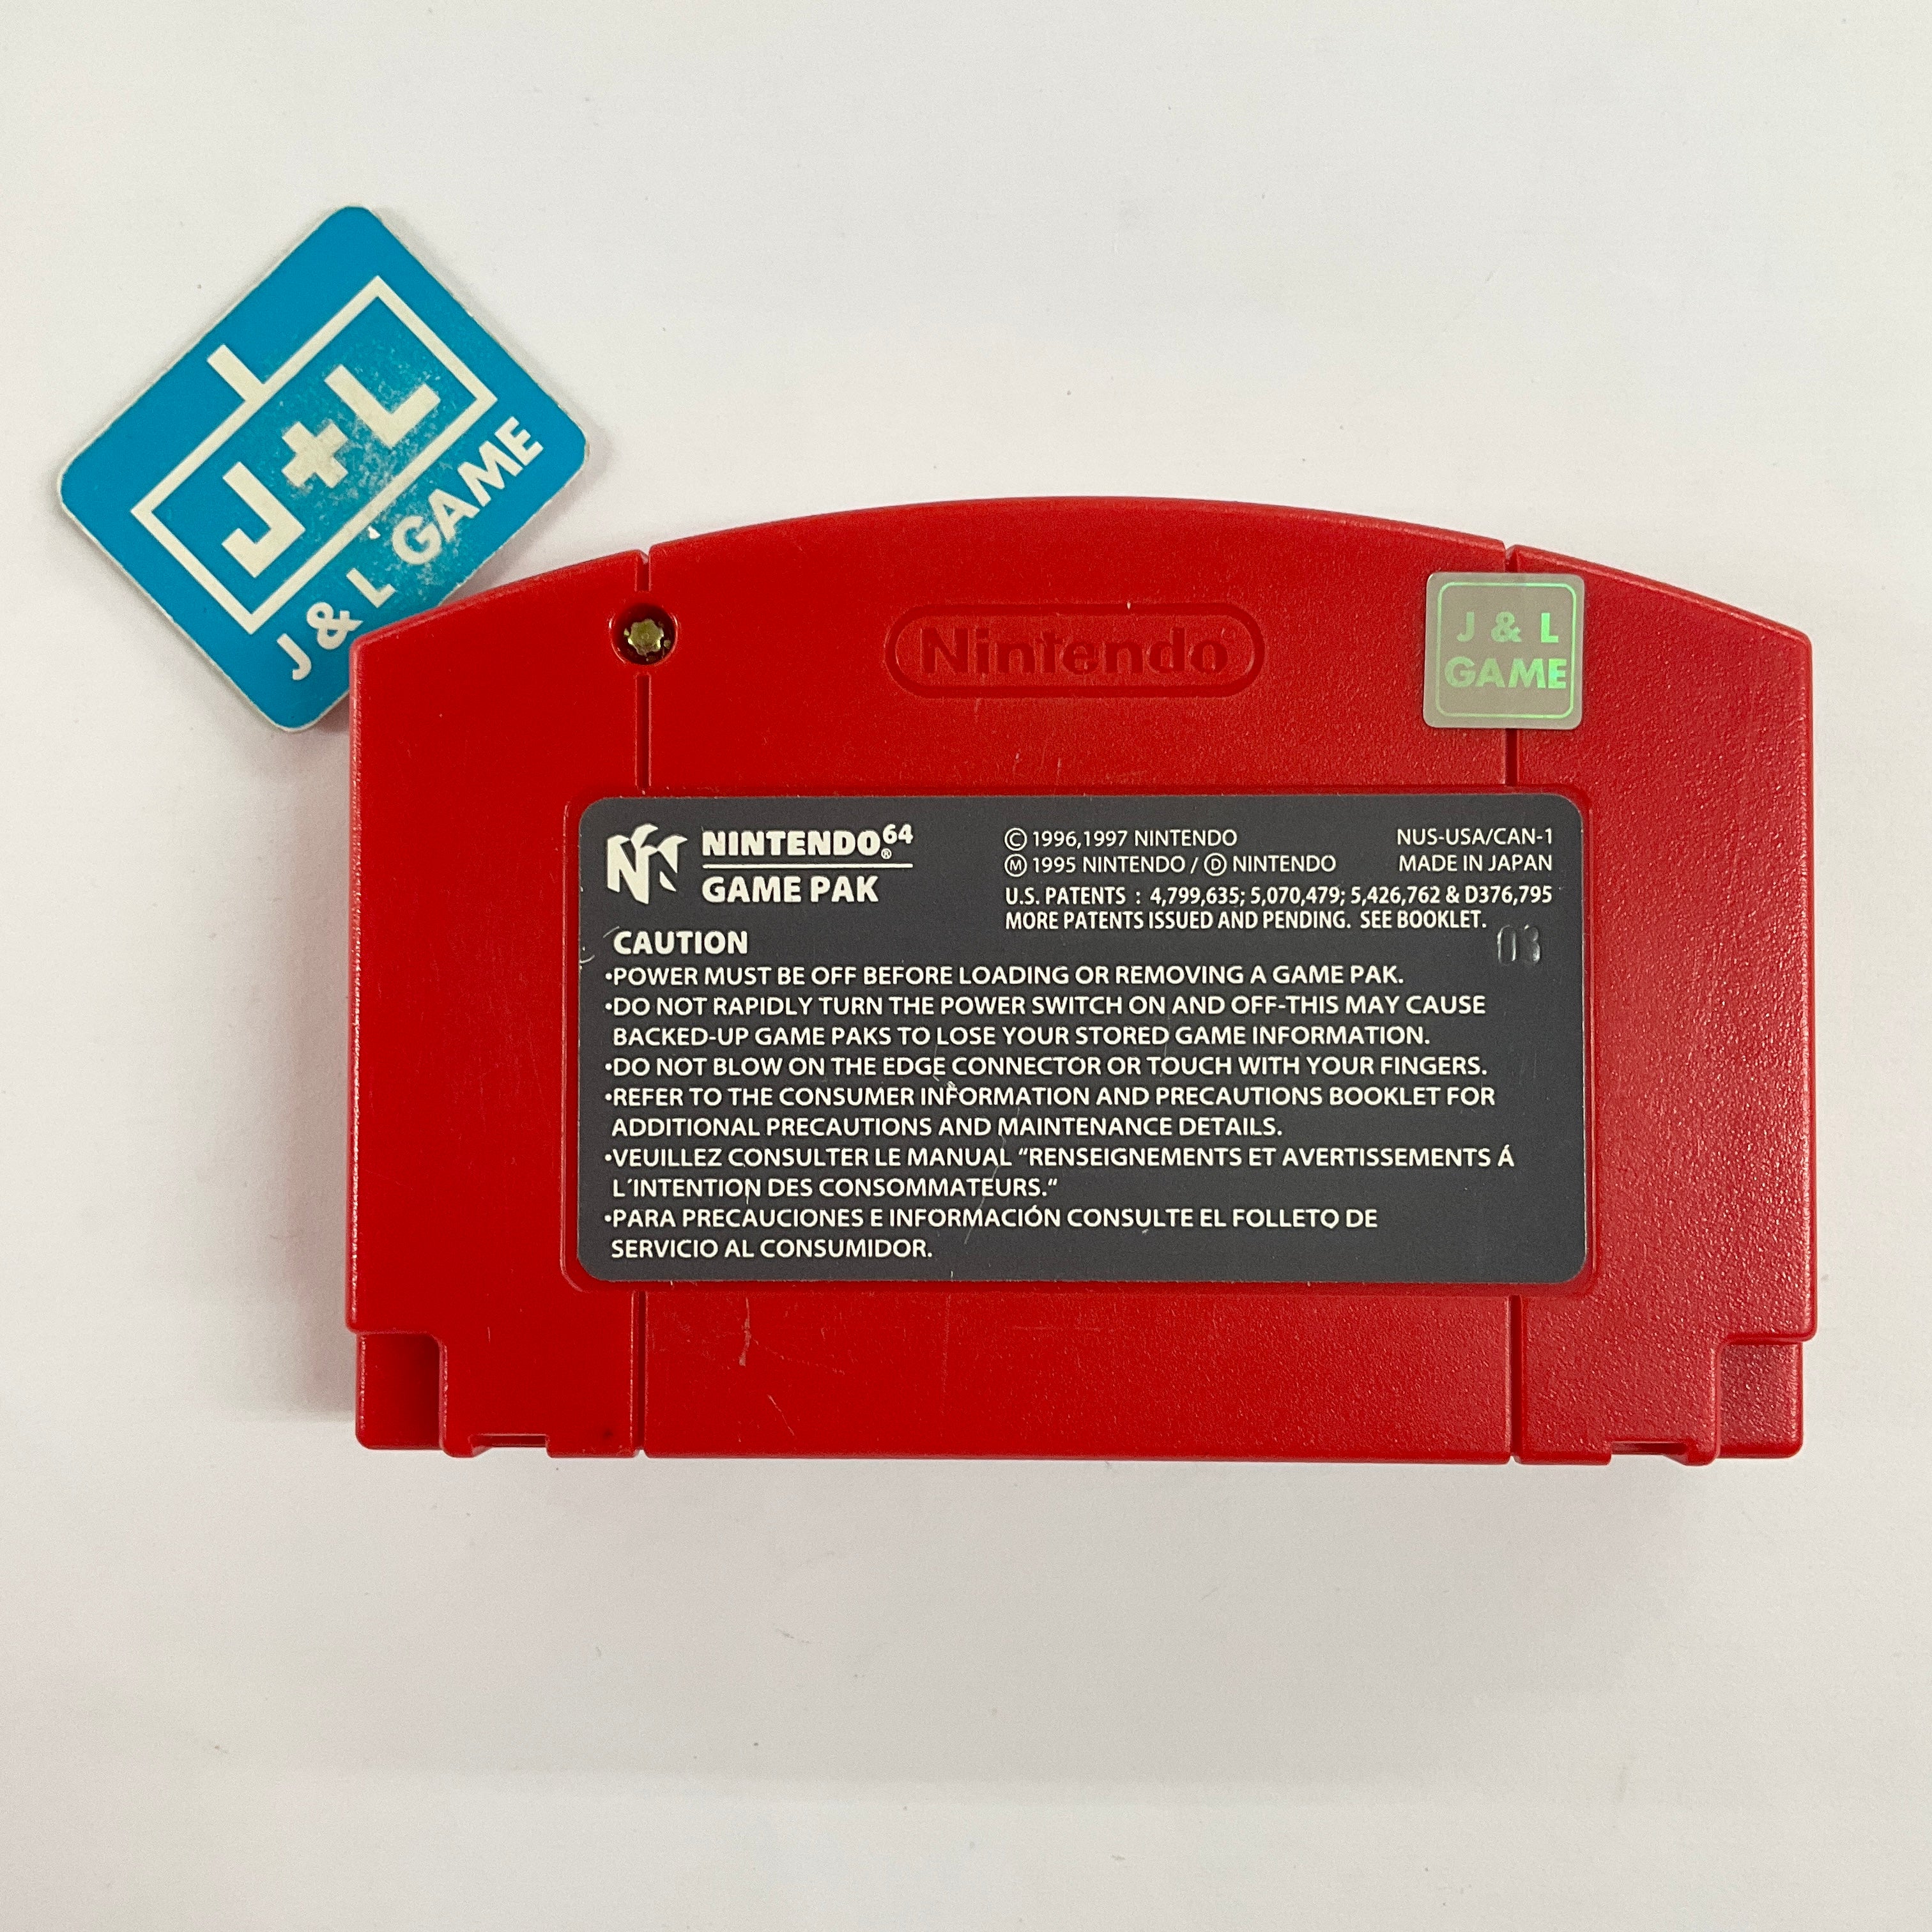 J+L
J & L GAME
Nintendo
J & L
GAME
NINTENDO64®
GAME PAK
© 1996,1997 NINTENDO
Ⓜ 1995 NINTENDO / Ⓓ NINTENDO
NUS-USA/CAN-1
MADE IN JAPAN
U.S. PATENTS : 4,799,635; 5,070,479; 5,426,762 & D376,795
MORE PATENTS ISSUED AND PENDING. SEE BOOKLET.
03
CAUTION
•POWER MUST BE OFF BEFORE LOADING OR REMOVING A GAME PAK.
•DO NOT RAPIDLY TURN THE POWER SWITCH ON AND OFF-THIS MAY CAUSE
BACKED-UP GAME PAKS TO LOSE YOUR STORED GAME INFORMATION.
•DO NOT BLOW ON THE EDGE CONNECTOR OR TOUCH WITH YOUR FINGERS.
•REFER TO THE CONSUMER INFORMATION AND PRECAUTIONS BOOKLET FOR
ADDITIONAL PRECAUTIONS AND MAINTENANCE DETAILS.
•VEUILLEZ CONSULTER LE MANUAL “RENSEIGNEMENTS ET AVERTISSEMENTS Á
L´INTENTION DES CONSOMMATEURS.“
•PARA PRECAUCIONES E INFORMACIÓN CONSULTE EL FOLLETO DE
SERVICIO AL CONSUMIDOR.